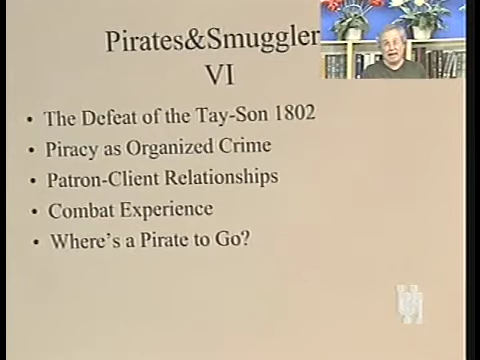 Pirates&Smuggler
VI
• The Defeat of the Tay-Son 1802
• Piracy as Organized Crime
• Patron-Client Relationships
• Combat Experience
• Where's a Pirate to Go?